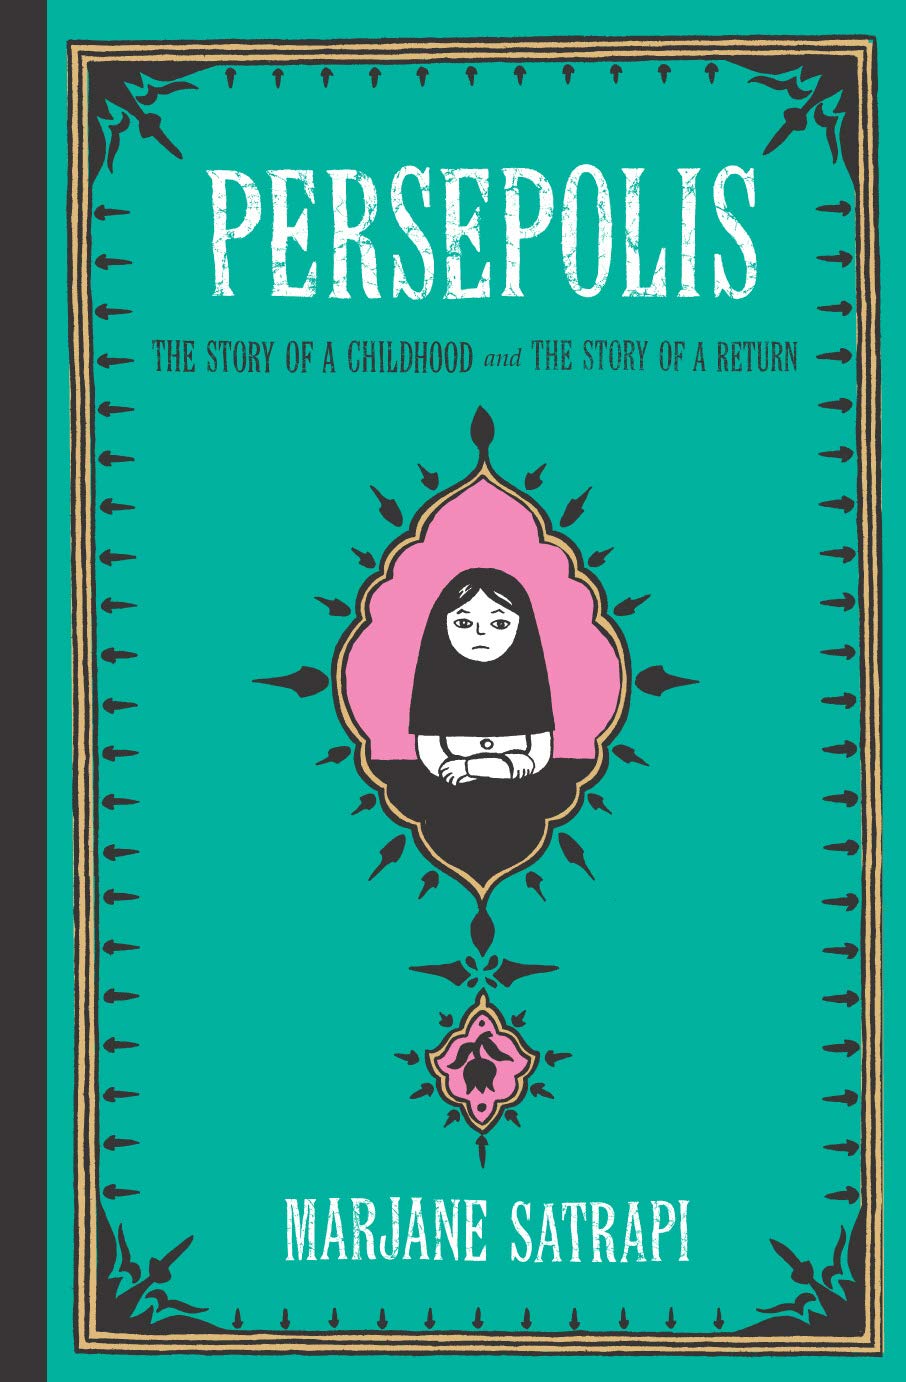 PERSEPOLIS
THE STORY OF A CHILDHOOD and THE STORY OF A RETURN
MARJANE SATRAPI